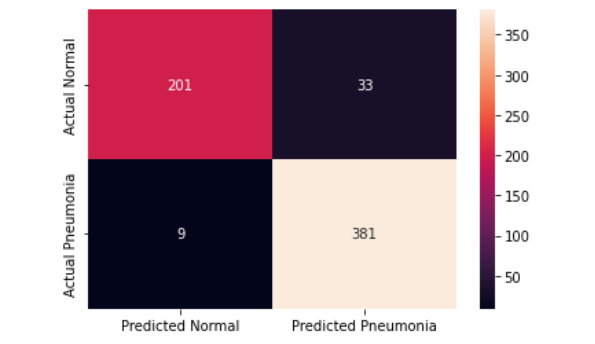 Actual Normal
201
33
Actual Pneumonia
9
381
Predicted Normal
Predicted Pneumonia
350
300
250
200
150
100
50